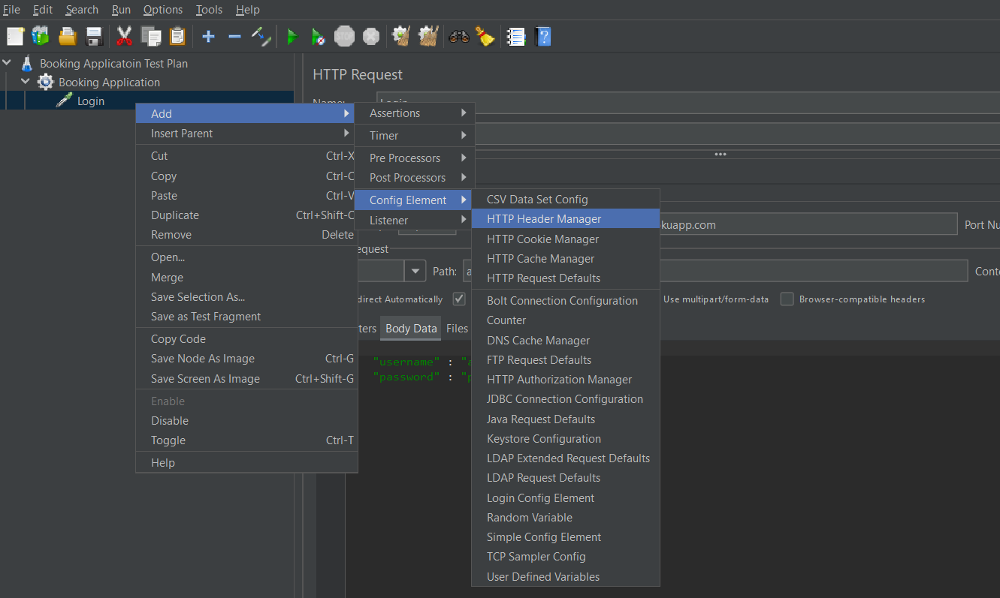 File Edit Search Run Options Tools Help
STOP
Booking Applicatoin Test Plan
Booking Application
Login
HTTP Request
Name: Login
Add
Insert Parent
Cut Ctrl-X
Copy Ctrl-C
Paste Ctrl-V
Duplicate Ctrl+Shift-C
Remove Delete
Open...
Merge
Save Selection As...
Save as Test Fragment
Copy Code
Save Node As Image Ctrl-G
Save Screen As Image Ctrl+Shift-G
Enable
Disable
Toggle Ctrl-T
Help
Assertions
Timer
Pre Processors
Post Processors
Config Element
Listener
CSV Data Set Config
HTTP Header Manager
HTTP Cookie Manager
HTTP Cache Manager
HTTP Request Defaults
Bolt Connection Configuration
Counter
DNS Cache Manager
FTP Request Defaults
HTTP Authorization Manager
JDBC Connection Configuration
Java Request Defaults
Keystore Configuration
LDAP Extended Request Defaults
LDAP Request Defaults
Login Config Element
Random Variable
Simple Config Element
TCP Sampler Config
User Defined Variables
kuapp.com Port Nu
equest
Path: a Conte
direct Automatically Use multipart/form-data Browser-compatible headers
ters Body Data Files
"username" : "a
"password" : "p